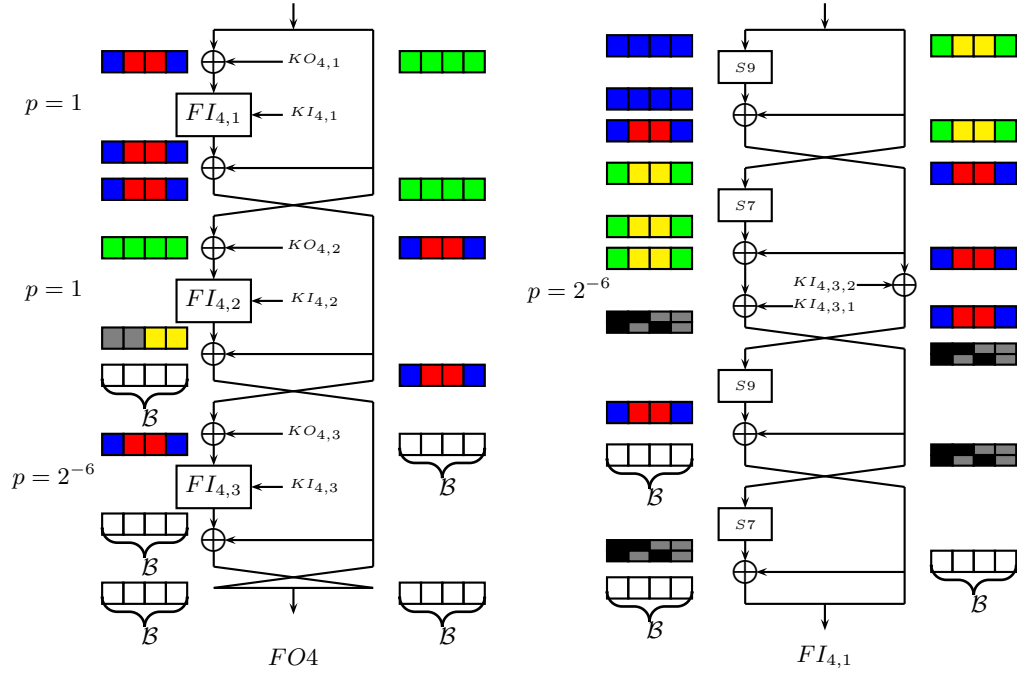 KO4,1
p = 1
FI4,1
KI4,1
KO4,2
p = 1
FI4,2
KI4,2
B
KO4,3
p = 2^-6
FI4,3
KI4,3
B
B
B
B
FO4
S9
S7
KI4,3,2
p = 2^-6
KI4,3,1
S9
B
S7
B
B
FI4,1